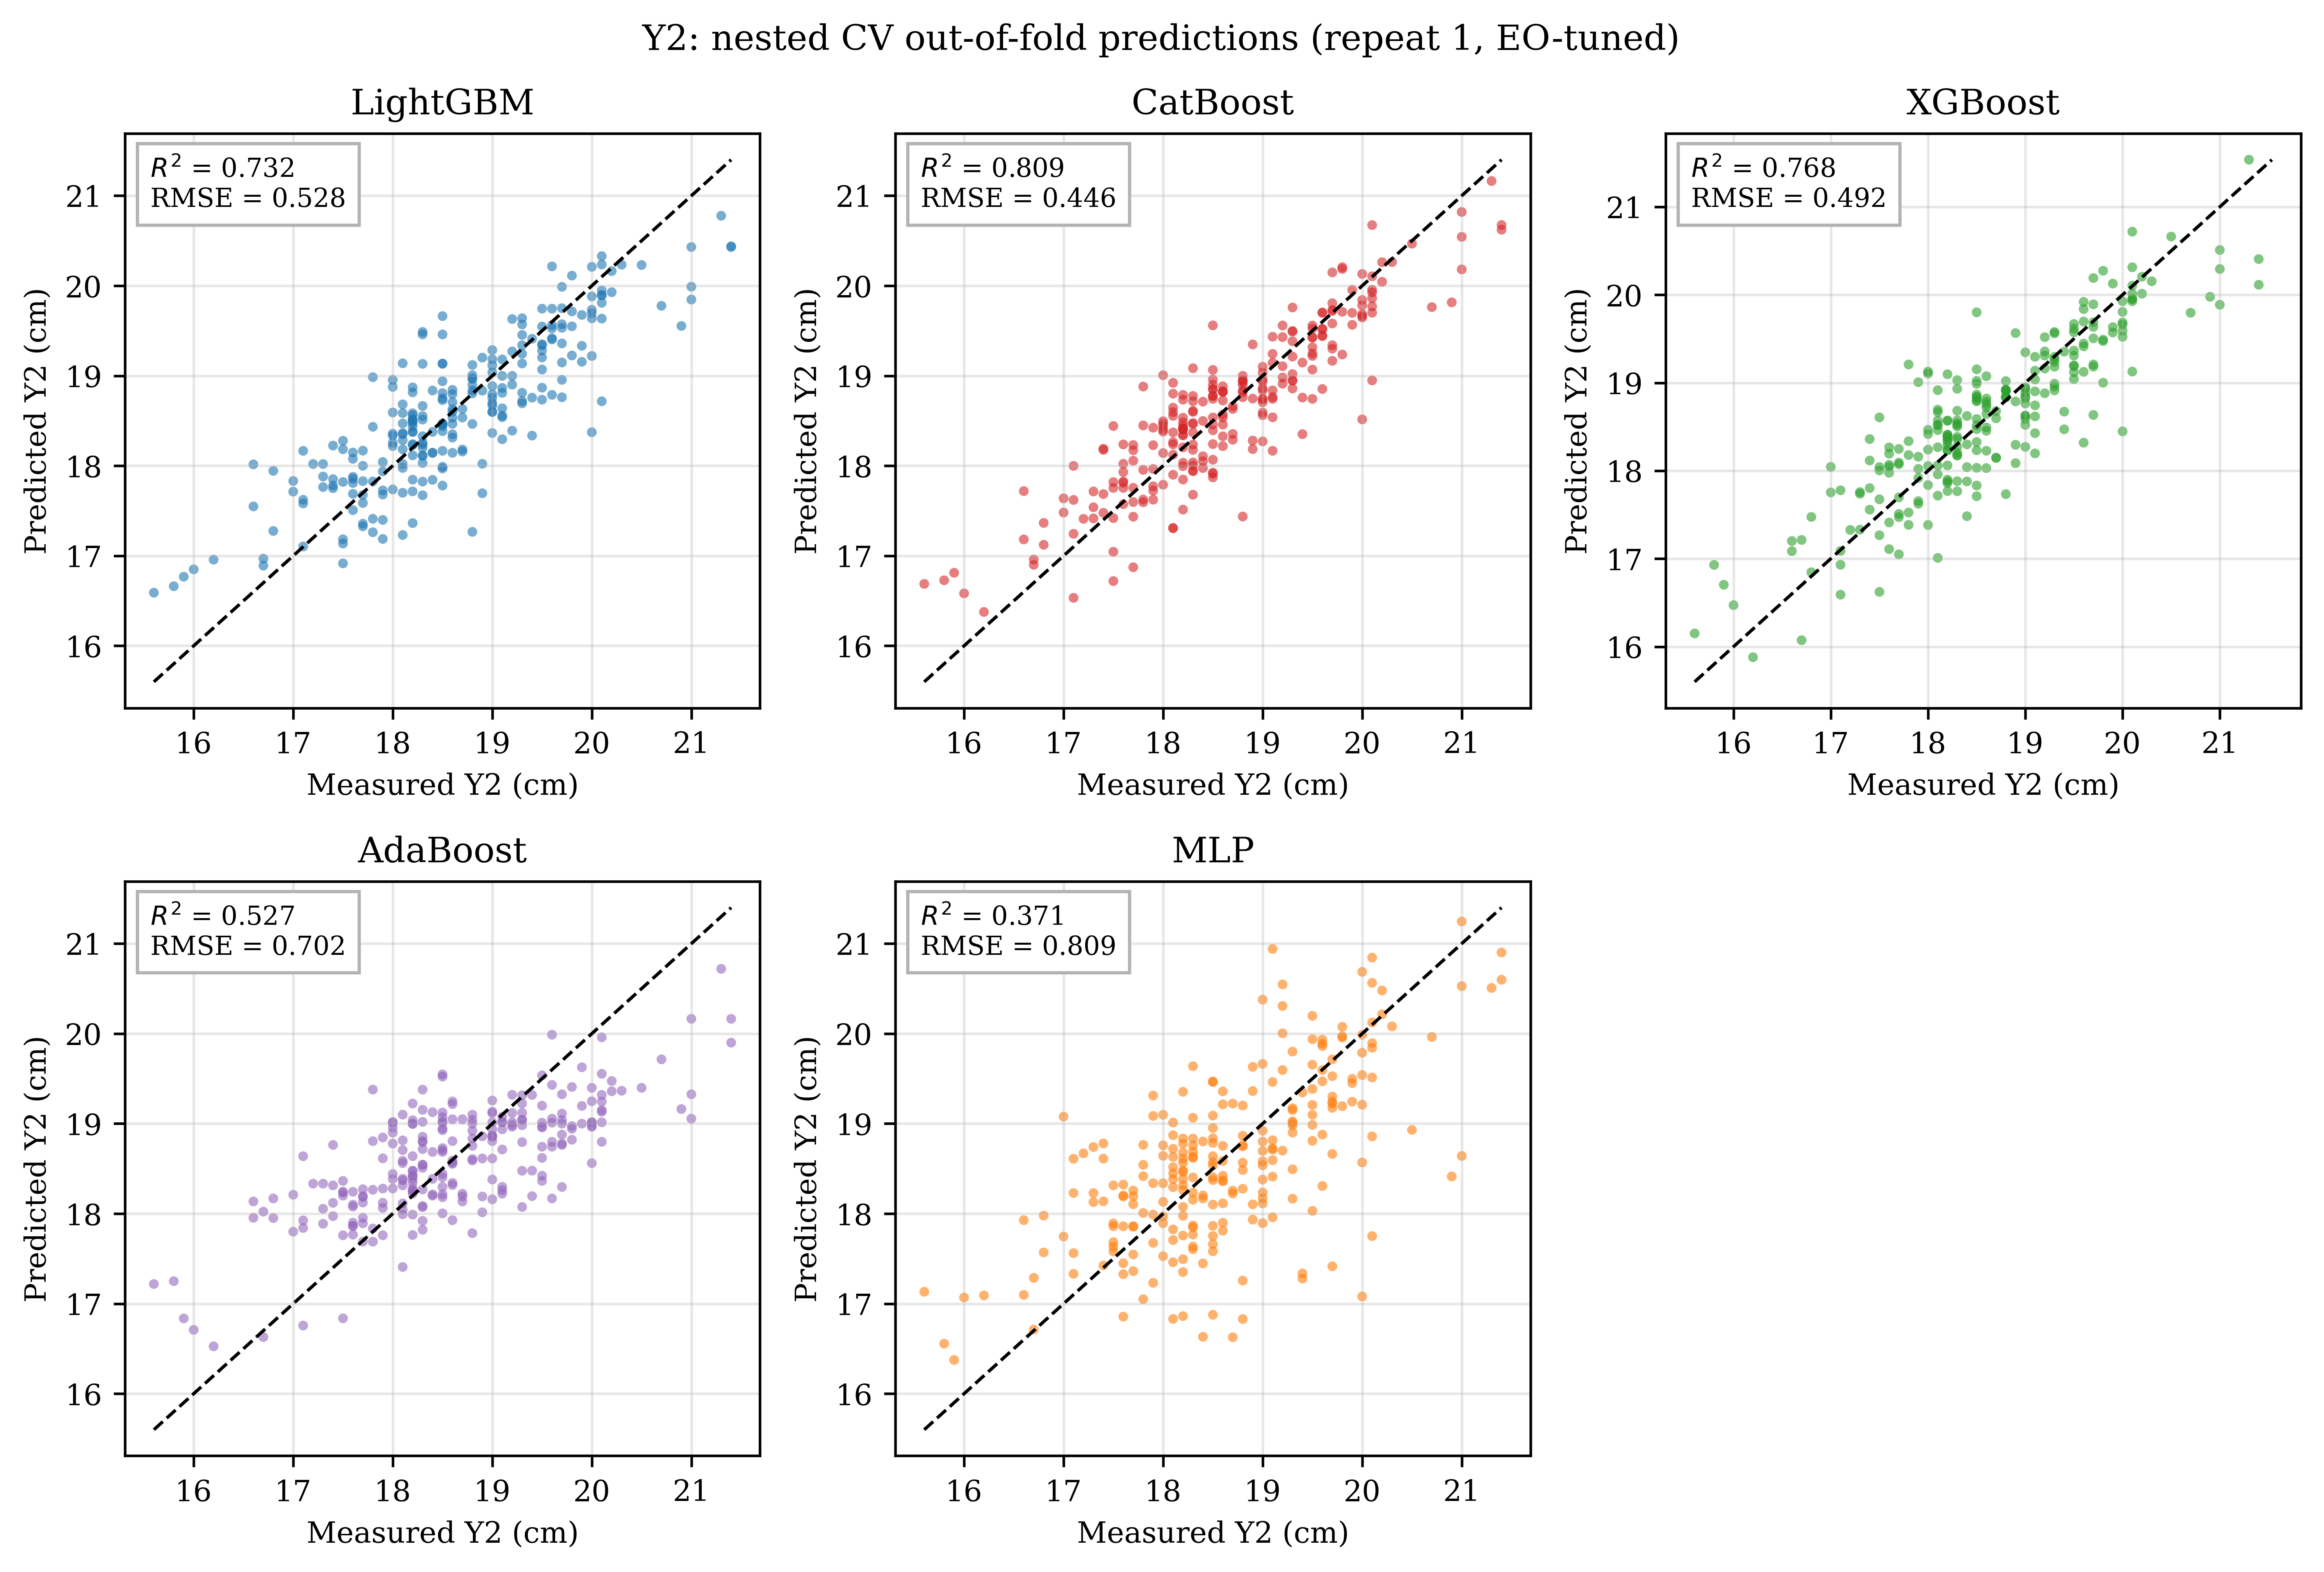 Y2: nested CV out-of-fold predictions (repeat 1, EO-tuned)
LightGBM
R² = 0.732
RMSE = 0.528
21
20
19
18
17
16
Predicted Y2 (cm)
16 17 18 19 20 21
Measured Y2 (cm)
CatBoost
R² = 0.809
RMSE = 0.446
21
20
19
18
17
16
Predicted Y2 (cm)
16 17 18 19 20 21
Measured Y2 (cm)
XGBoost
R² = 0.768
RMSE = 0.492
21
20
19
18
17
16
Predicted Y2 (cm)
16 17 18 19 20 21
Measured Y2 (cm)
AdaBoost
R² = 0.527
RMSE = 0.702
21
20
19
18
17
16
Predicted Y2 (cm)
16 17 18 19 20 21
Measured Y2 (cm)
MLP
R² = 0.371
RMSE = 0.809
21
20
19
18
17
16
Predicted Y2 (cm)
16 17 18 19 20 21
Measured Y2 (cm)